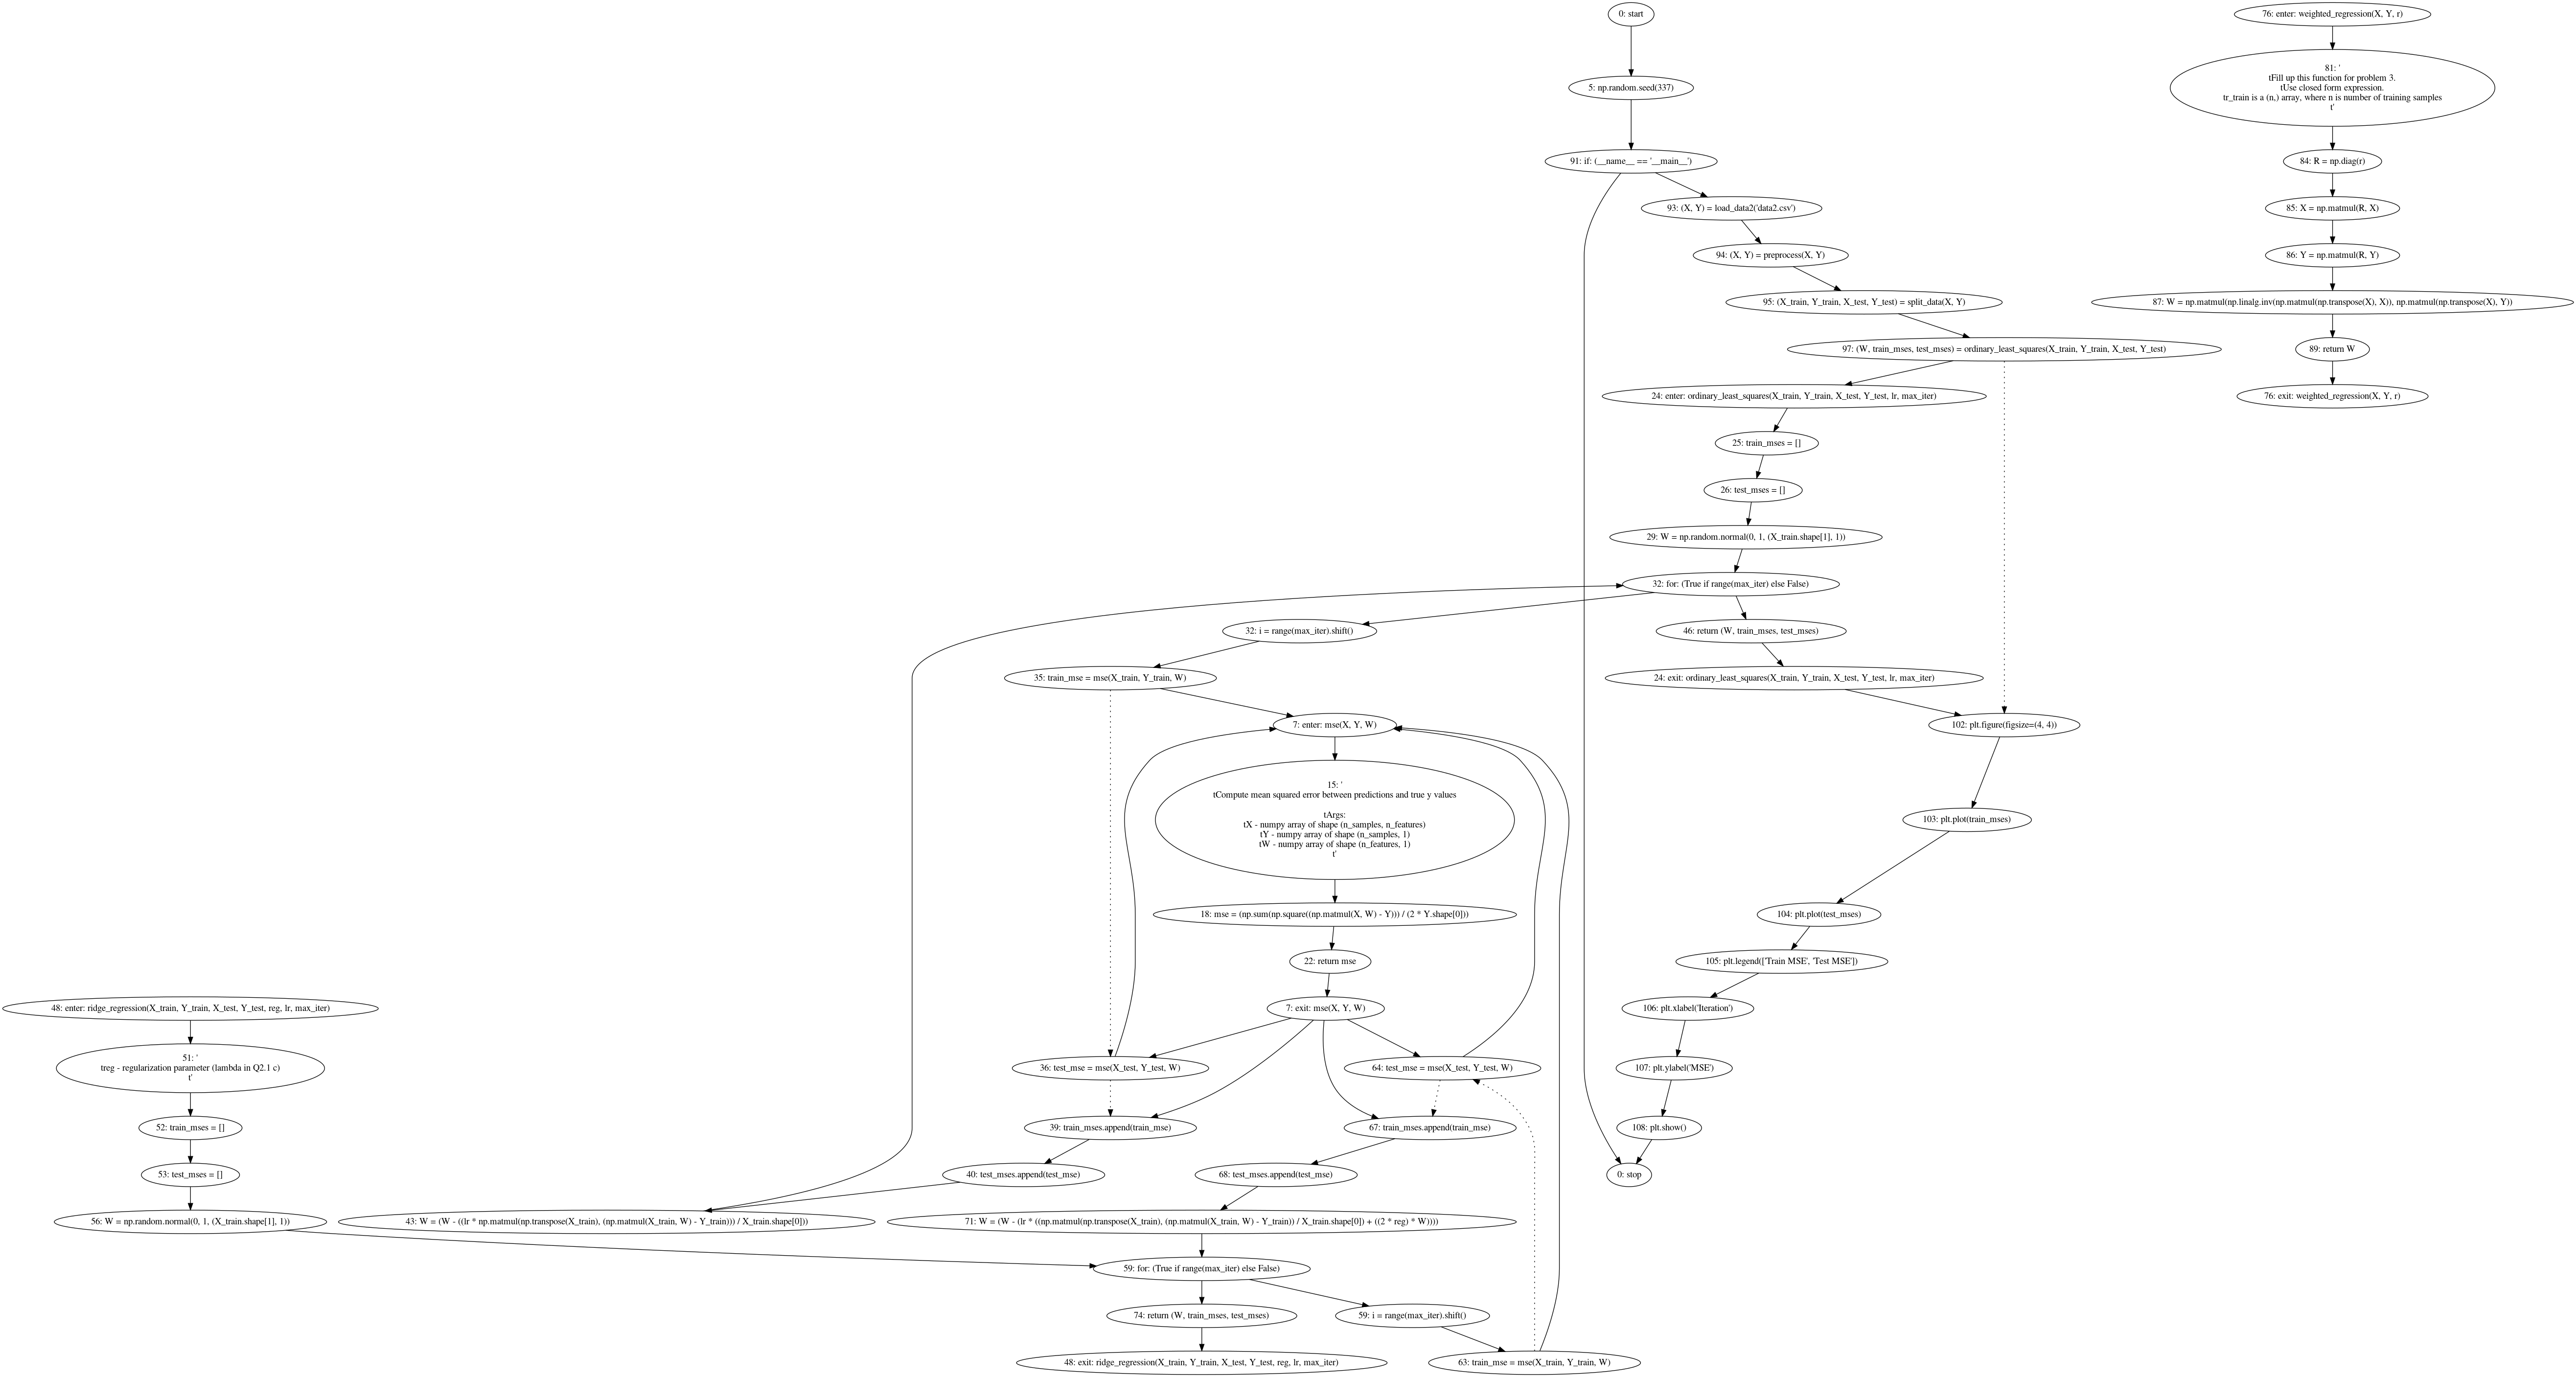 0: start
5: np.random.seed(337)
91: if: (__name__ == '__main__')
93: (X, Y) = load_data2('data2.csv')
94: (X, Y) = preprocess(X, Y)
95: (X_train, Y_train, X_test, Y_test) = split_data(X, Y)
97: (W, train_mses, test_mses) = ordinary_least_squares(X_train, Y_train, X_test, Y_test)
24: enter: ordinary_least_squares(X_train, Y_train, X_test, Y_test, lr, max_iter)
25: train_mses = []
26: test_mses = []
29: W = np.random.normal(0, 1, (X_train.shape[1], 1))
32: for: (True if range(max_iter) else False)
32: i = range(max_iter).shift()
46: return (W, train_mses, test_mses)
35: train_mse = mse(X_train, Y_train, W)
24: exit: ordinary_least_squares(X_train, Y_train, X_test, Y_test, lr, max_iter)
7: enter: mse(X, Y, W)
102: plt.figure(figsize=(4, 4))
15: '
tCompute mean squared error between predictions and true y values

tArgs:
tX - numpy array of shape (n_samples, n_features)
tY - numpy array of shape (n_samples, 1)
tW - numpy array of shape (n_features, 1)
t'
103: plt.plot(train_mses)
18: mse = (np.sum(np.square((np.matmul(X, W) - Y))) / (2 * Y.shape[0]))
104: plt.plot(test_mses)
22: return mse
105: plt.legend(['Train MSE', 'Test MSE'])
7: exit: mse(X, Y, W)
106: plt.xlabel('Iteration')
36: test_mse = mse(X_test, Y_test, W)
64: test_mse = mse(X_test, Y_test, W)
107: plt.ylabel('MSE')
39: train_mses.append(train_mse)
67: train_mses.append(train_mse)
108: plt.show()
40: test_mses.append(test_mse)
68: test_mses.append(test_mse)
0: stop
43: W = (W - ((lr * np.matmul(np.transpose(X_train), (np.matmul(X_train, W) - Y_train))) / X_train.shape[0]))
71: W = (W - (lr * ((np.matmul(np.transpose(X_train), (np.matmul(X_train, W) - Y_train)) / X_train.shape[0]) + ((2 * reg) * W))))
48: enter: ridge_regression(X_train, Y_train, X_test, Y_test, reg, lr, max_iter)
51: '
treg - regularization parameter (lambda in Q2.1 c)
t'
52: train_mses = []
53: test_mses = []
56: W = np.random.normal(0, 1, (X_train.shape[1], 1))
59: for: (True if range(max_iter) else False)
74: return (W, train_mses, test_mses)
59: i = range(max_iter).shift()
48: exit: ridge_regression(X_train, Y_train, X_test, Y_test, reg, lr, max_iter)
63: train_mse = mse(X_train, Y_train, W)
76: enter: weighted_regression(X, Y, r)
81: '
tFill up this function for problem 3.
tUse closed form expression.
tr_train is a (n,) array, where n is number of training samples
t'
84: R = np.diag(r)
85: X = np.matmul(R, X)
86: Y = np.matmul(R, Y)
87: W = np.matmul(np.linalg.inv(np.matmul(np.transpose(X), X)), np.matmul(np.transpose(X), Y))
89: return W
76: exit: weighted_regression(X, Y, r)